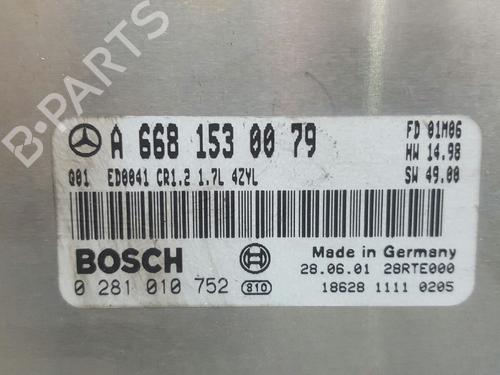 B-PARTS
A 668 153 00 79
FD 01M06
HW 14.98
Q01 ED0041 CR1.2 1.7L 4ZYL
SW 49.00
BOSCH
Made in Germany
28.06.01 28RTE000
0 281 010 752 810
18628 1111 0205